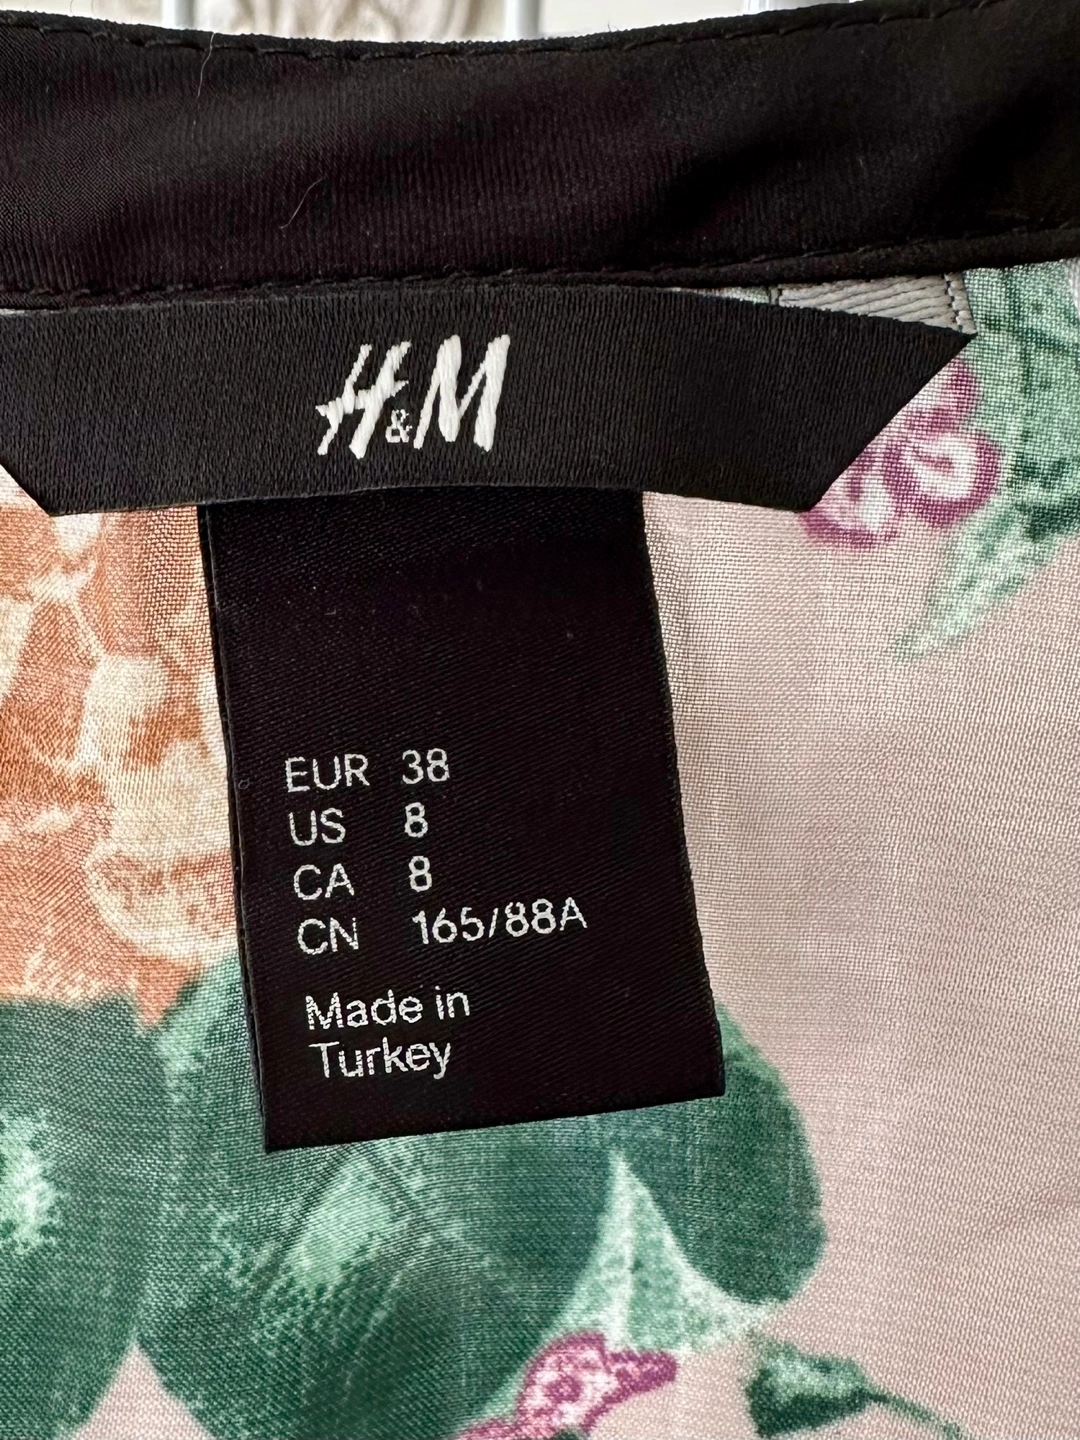 H&M
EUR 38
US 8
CA 8
CN 165/88A
Made in
Turkey